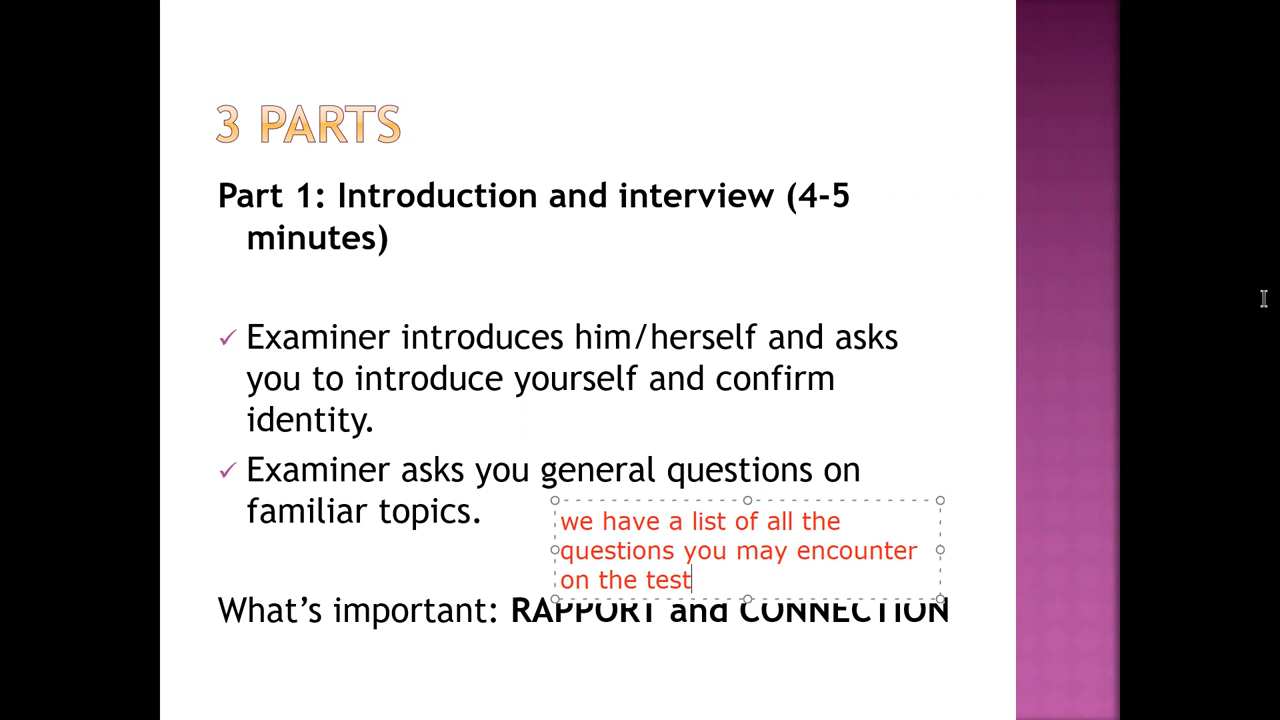 3 PARTS
Part 1: Introduction and interview (4-5
minutes)
✓ Examiner introduces him/herself and asks
you to introduce yourself and confirm
identity.
✓ Examiner asks you general questions on
familiar topics.
we have a list of all the
questions you may encounter
on the test
What's important: RAPPORT and CONNECTION